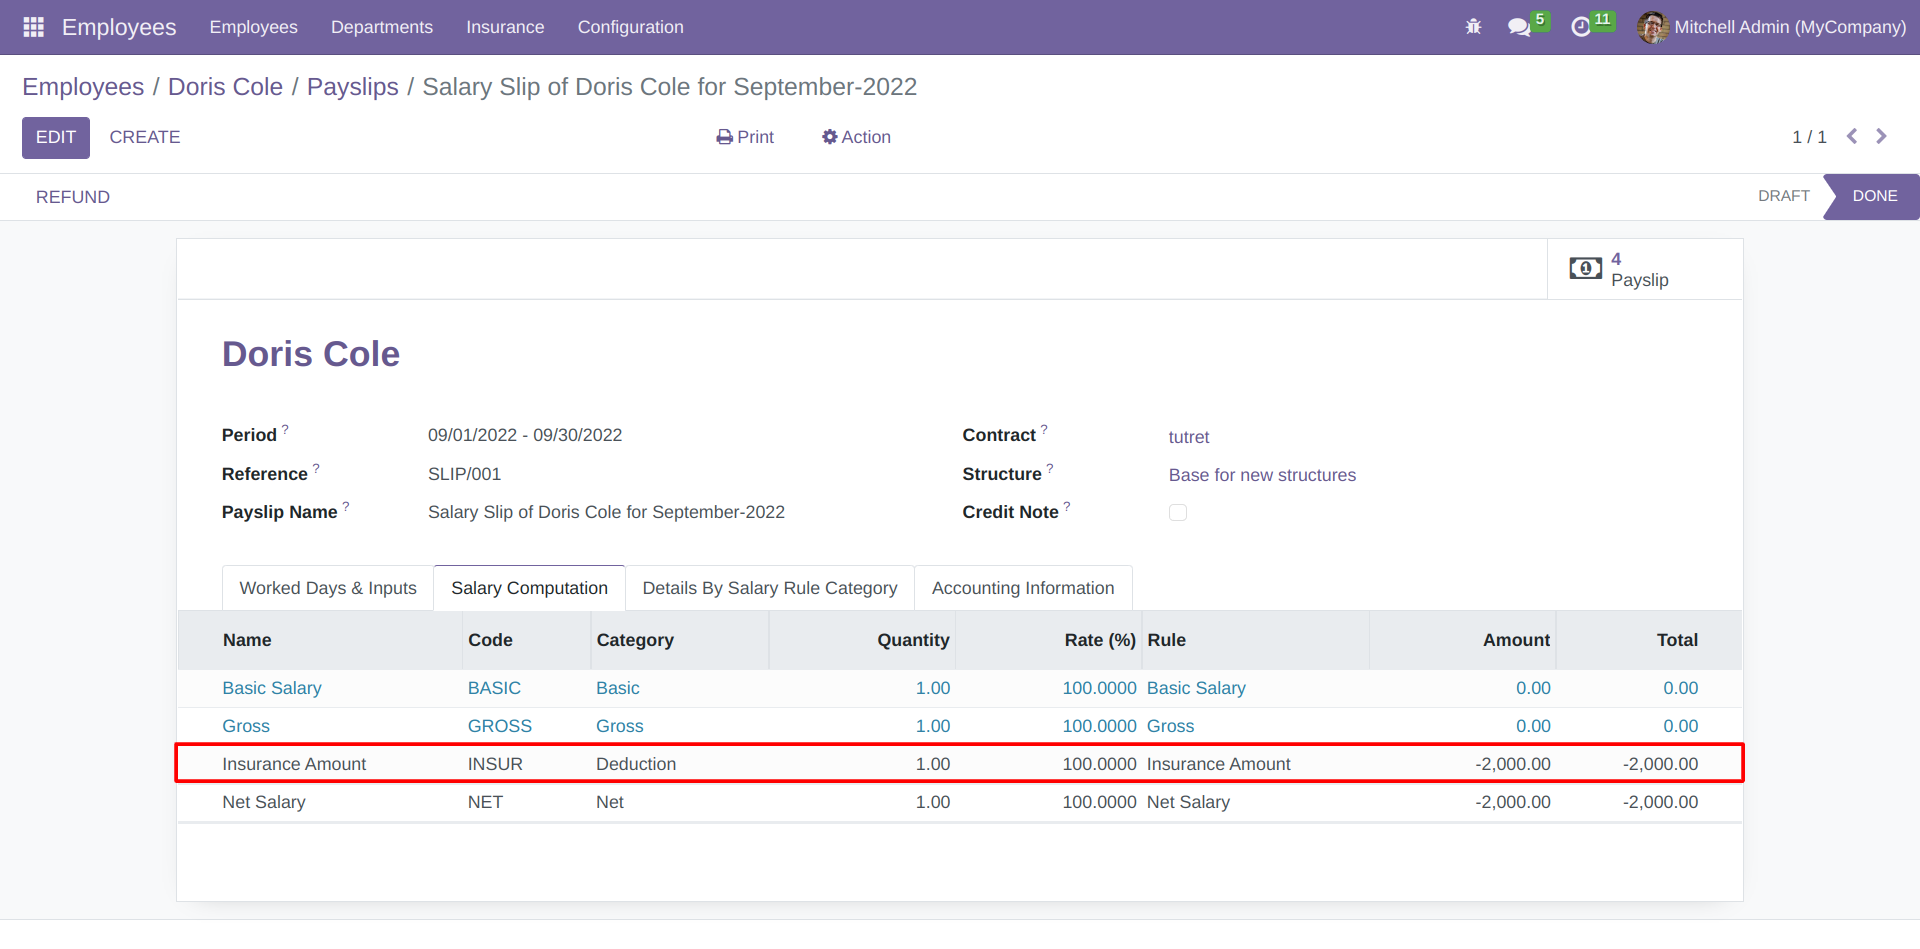 Employees Employees Departments Insurance Configuration 5 11 Mitchell Admin (MyCompany)
Employees / Doris Cole / Payslips / Salary Slip of Doris Cole for September-2022
EDIT CREATE Print Action 1 / 1
REFUND DRAFT DONE
4
Payslip
Doris Cole
Period ? 09/01/2022 - 09/30/2022 Contract ? tutret
Reference ? SLIP/001 Structure ? Base for new structures
Payslip Name ? Salary Slip of Doris Cole for September-2022 Credit Note ?
Worked Days & Inputs Salary Computation Details By Salary Rule Category Accounting Information
Name Code Category Quantity Rate (%) Rule Amount Total
Basic Salary BASIC Basic 1.00 100.0000 Basic Salary 0.00 0.00
Gross GROSS Gross 1.00 100.0000 Gross 0.00 0.00
Insurance Amount INSUR Deduction 1.00 100.0000 Insurance Amount -2,000.00 -2,000.00
Net Salary NET Net 1.00 100.0000 Net Salary -2,000.00 -2,000.00